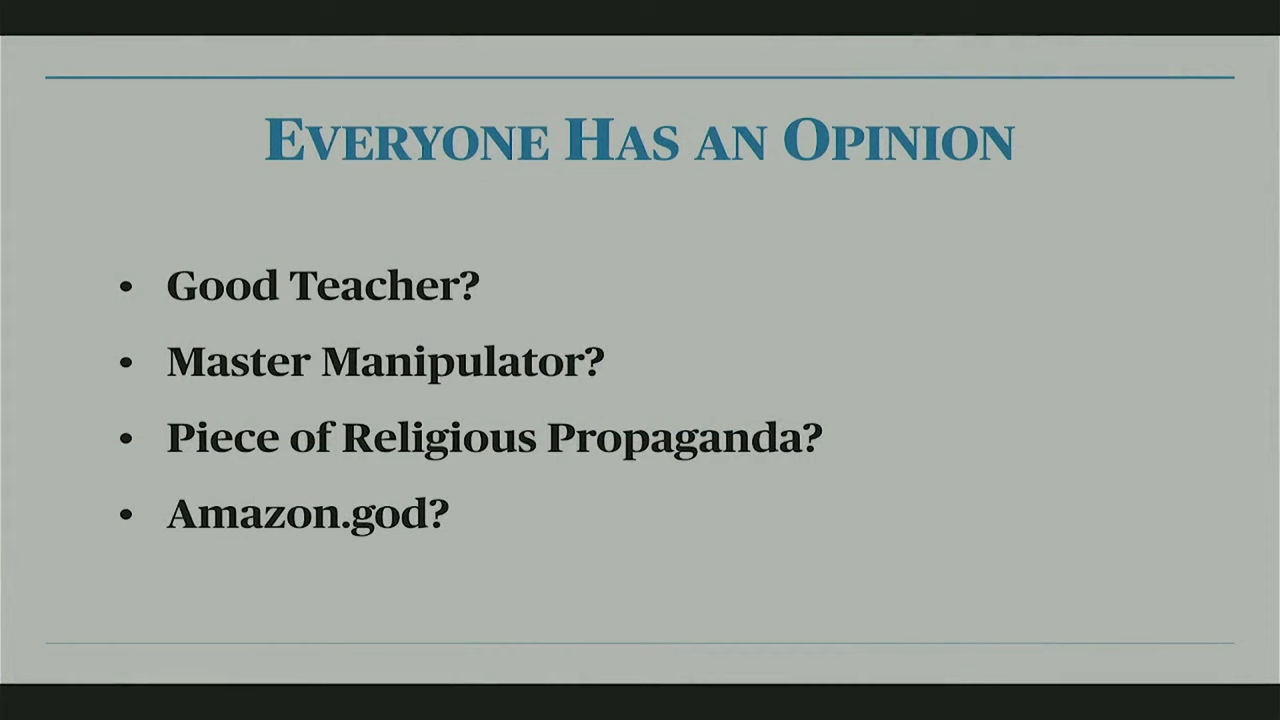 EVERYONE HAS AN OPINION
• Good Teacher?
• Master Manipulator?
• Piece of Religious Propaganda?
• Amazon.god?